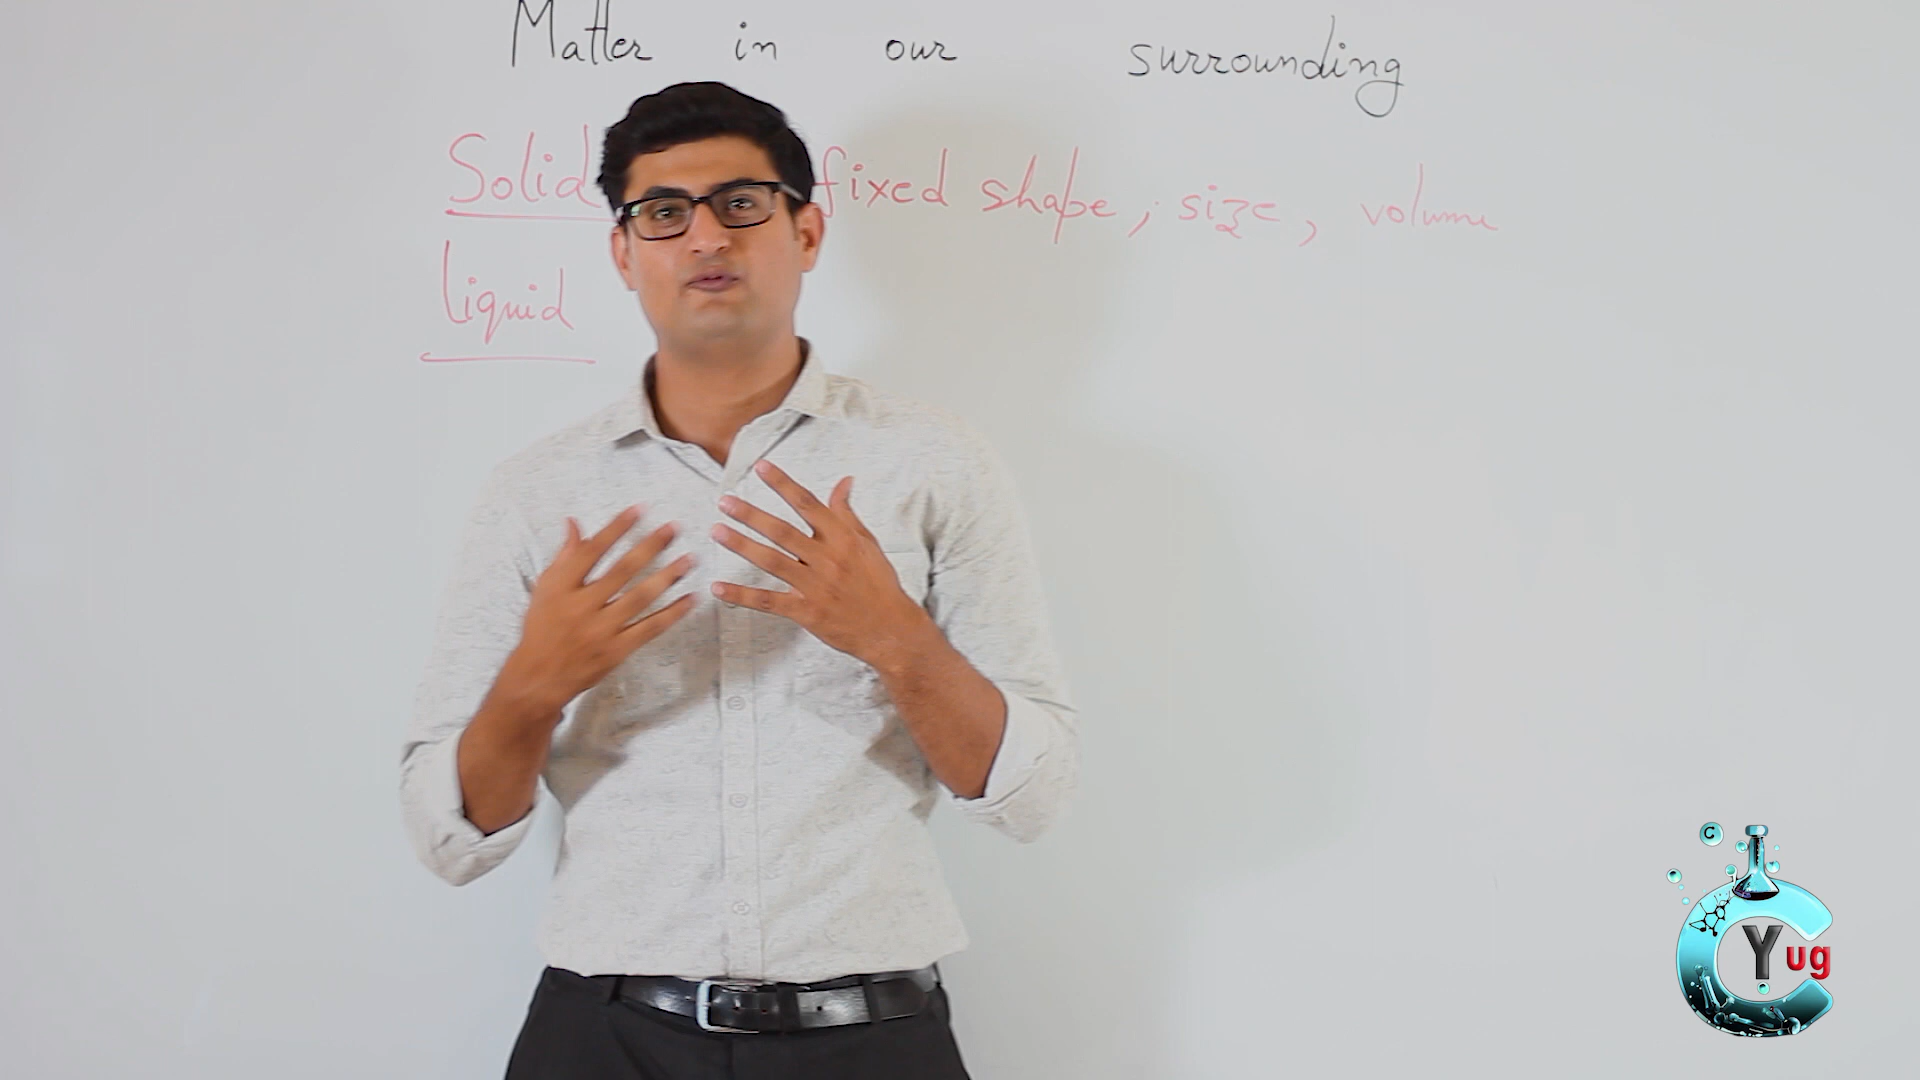 Matter in our surrounding
Solid fixed shape, size, volume
liquid
C
Yug